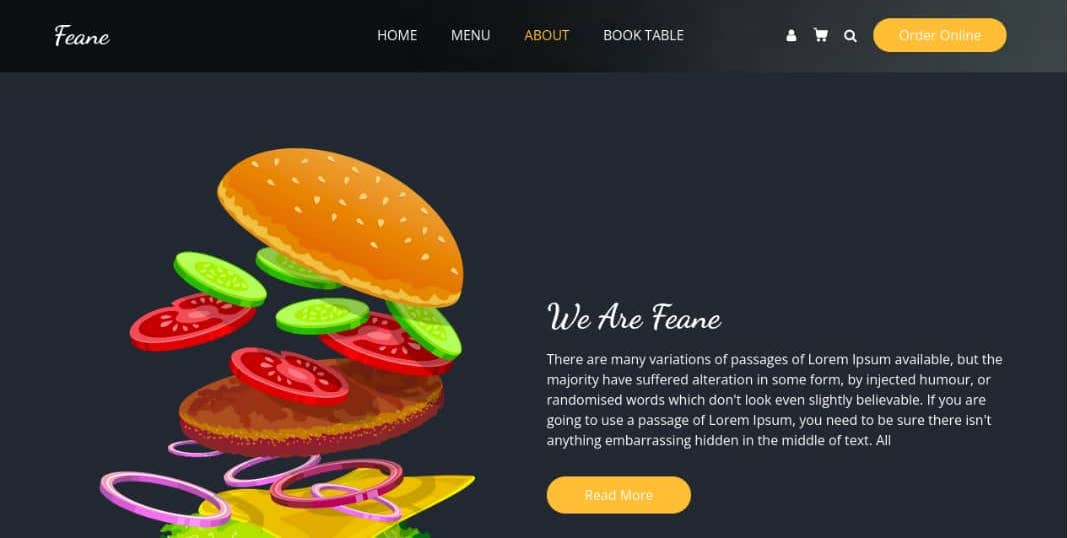 Feane
HOME MENU ABOUT BOOK TABLE
Order Online
We Are Feane
There are many variations of passages of Lorem Ipsum available, but the
majority have suffered alteration in some form, by injected humour, or
randomised words which don't look even slightly believable. If you are
going to use a passage of Lorem Ipsum, you need to be sure there isn't
anything embarrassing hidden in the middle of text. All
Read More